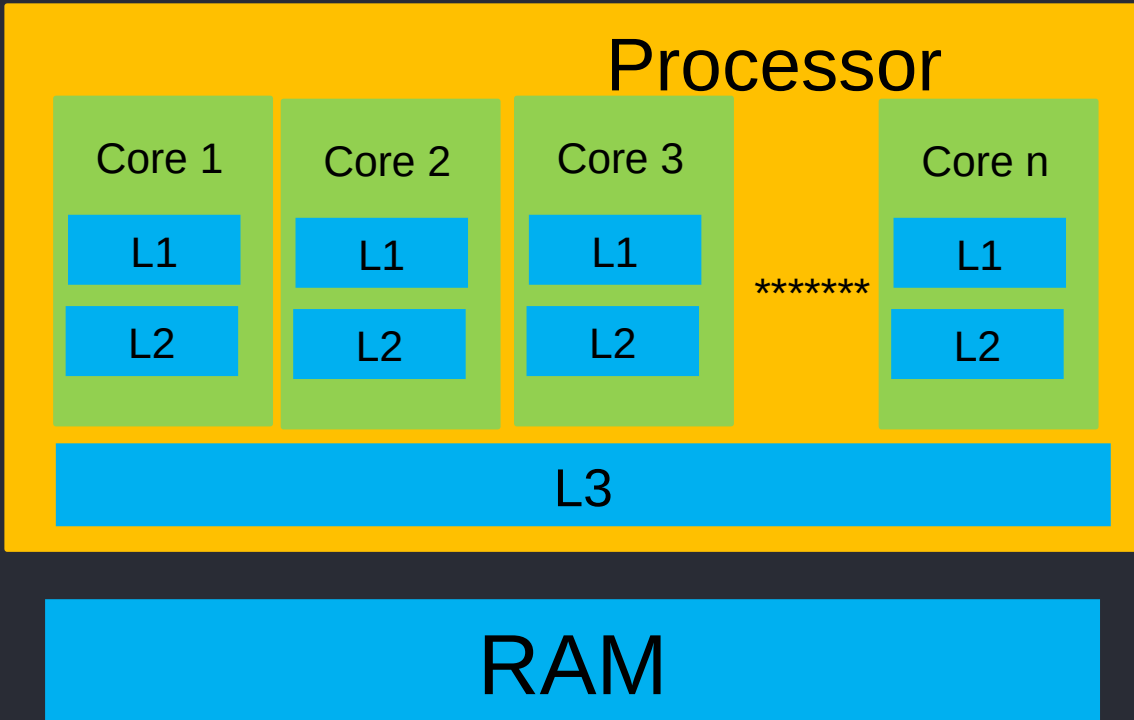 Processor
Core 1
L1
L2
Core 2
L1
L2
Core 3
L1
L2
*******
Core n
L1
L2
L3
RAM